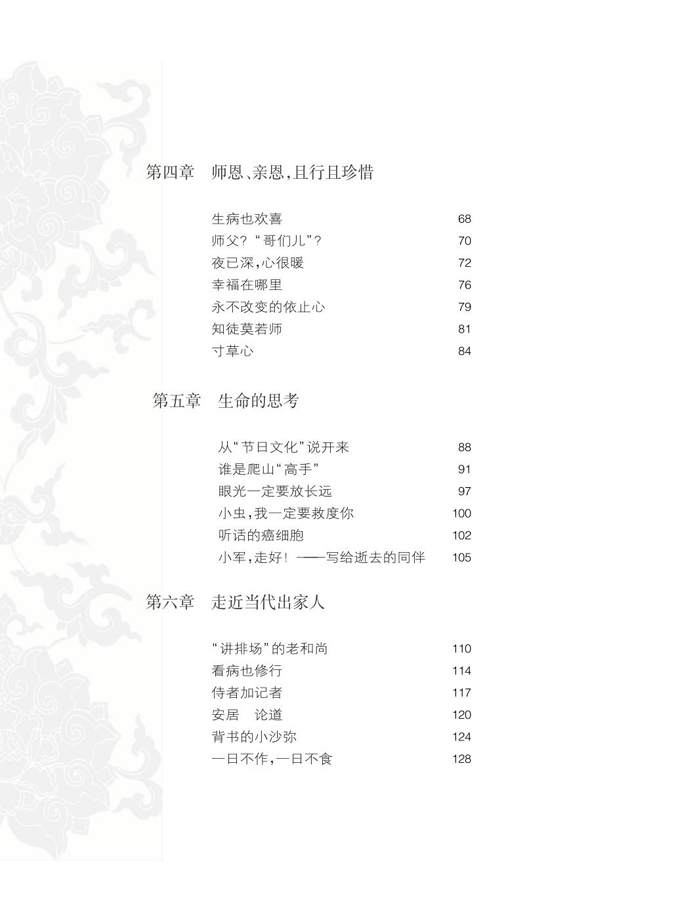 第四章 师恩、亲恩，且行且珍惜
生病也欢喜 68
师父？“哥们儿”？ 70
夜已深，心很暖 72
幸福在哪里 76
永不改变的依止心 79
知徒莫若师 81
寸草心 84
第五章 生命的思考
从“节日文化”说开来 88
谁是爬山“高手” 91
眼光一定要放长远 97
小虫，我一定要救度你 100
听话的癌细胞 102
小军，走好！——写给逝去的同伴 105
第六章 走近当代出家人
“讲排场”的老和尚 110
看病也修行 114
侍者加记者 117
安居 论道 120
背书的小沙弥 124
一日不作，一日不食 128